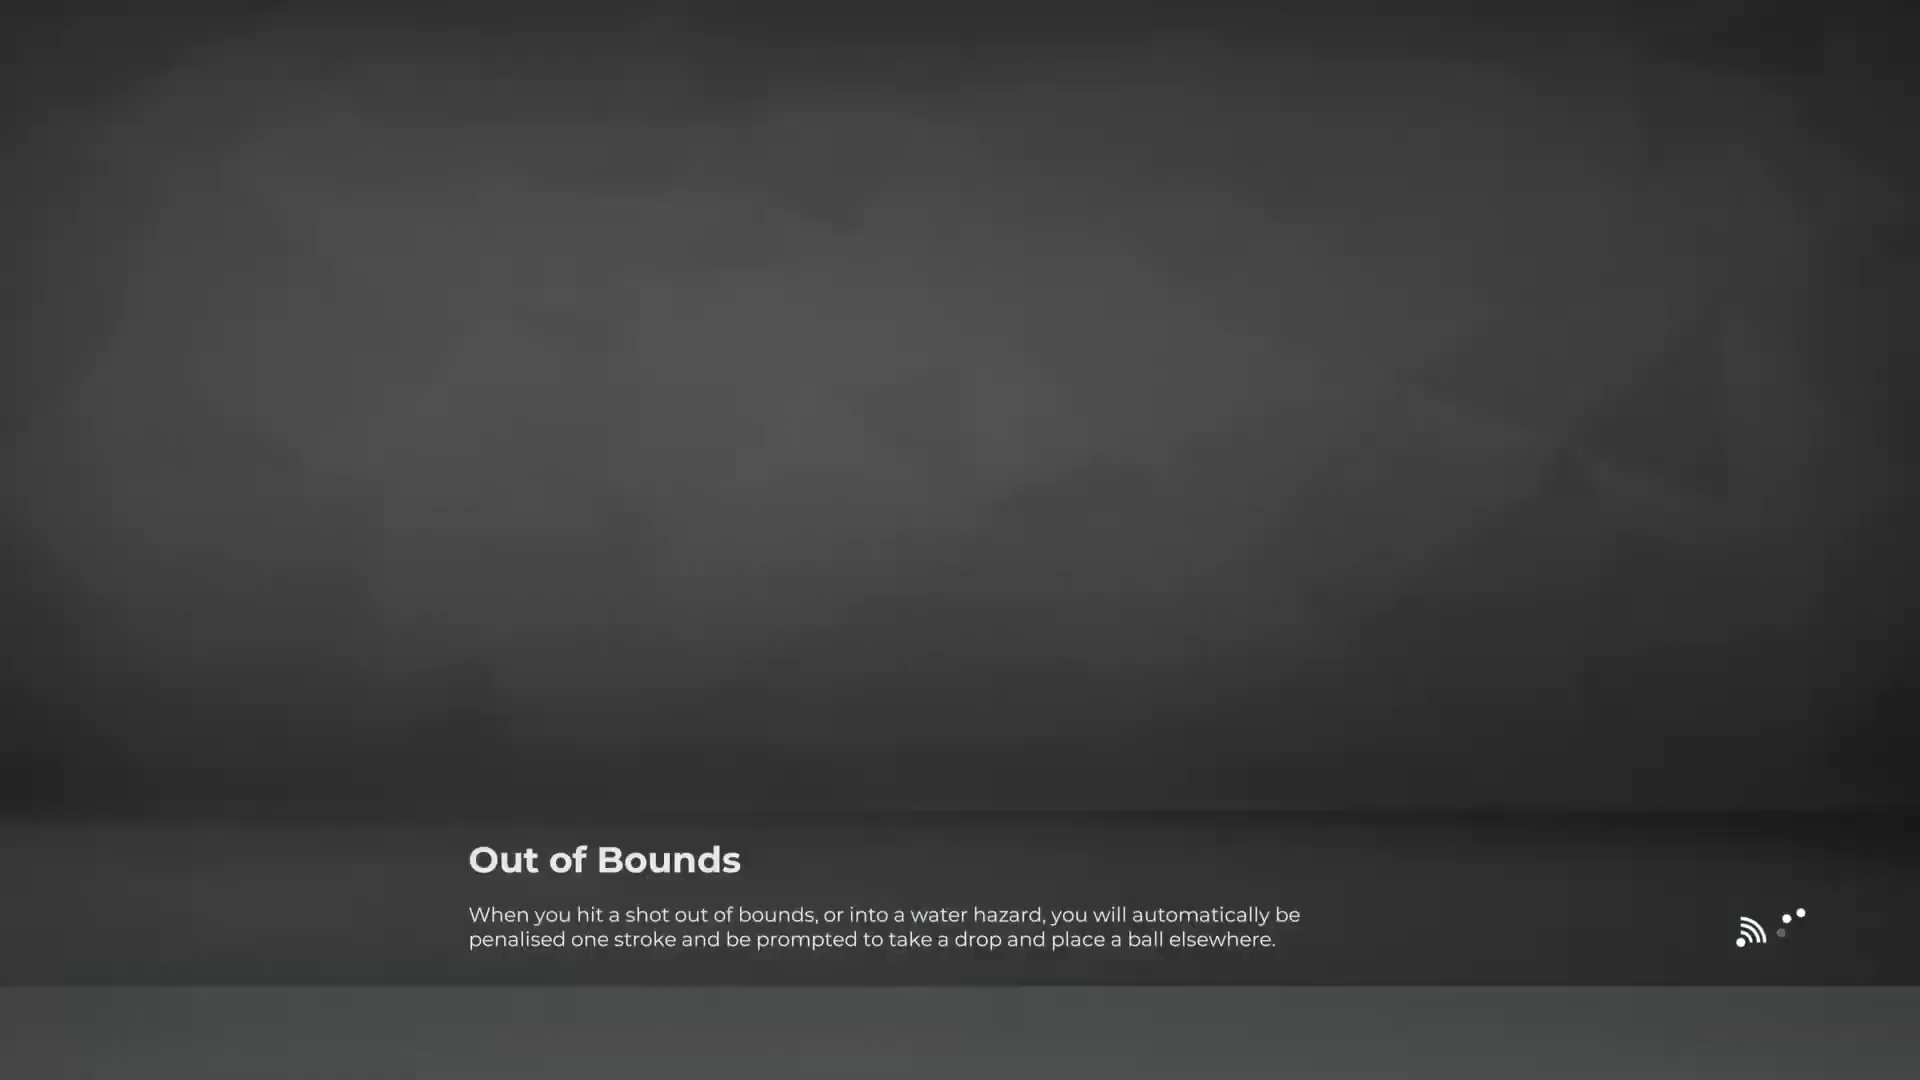 Out of Bounds
When you hit a shot out of bounds, or into a water hazard, you will automatically be
penalised one stroke and be prompted to take a drop and place a ball elsewhere.